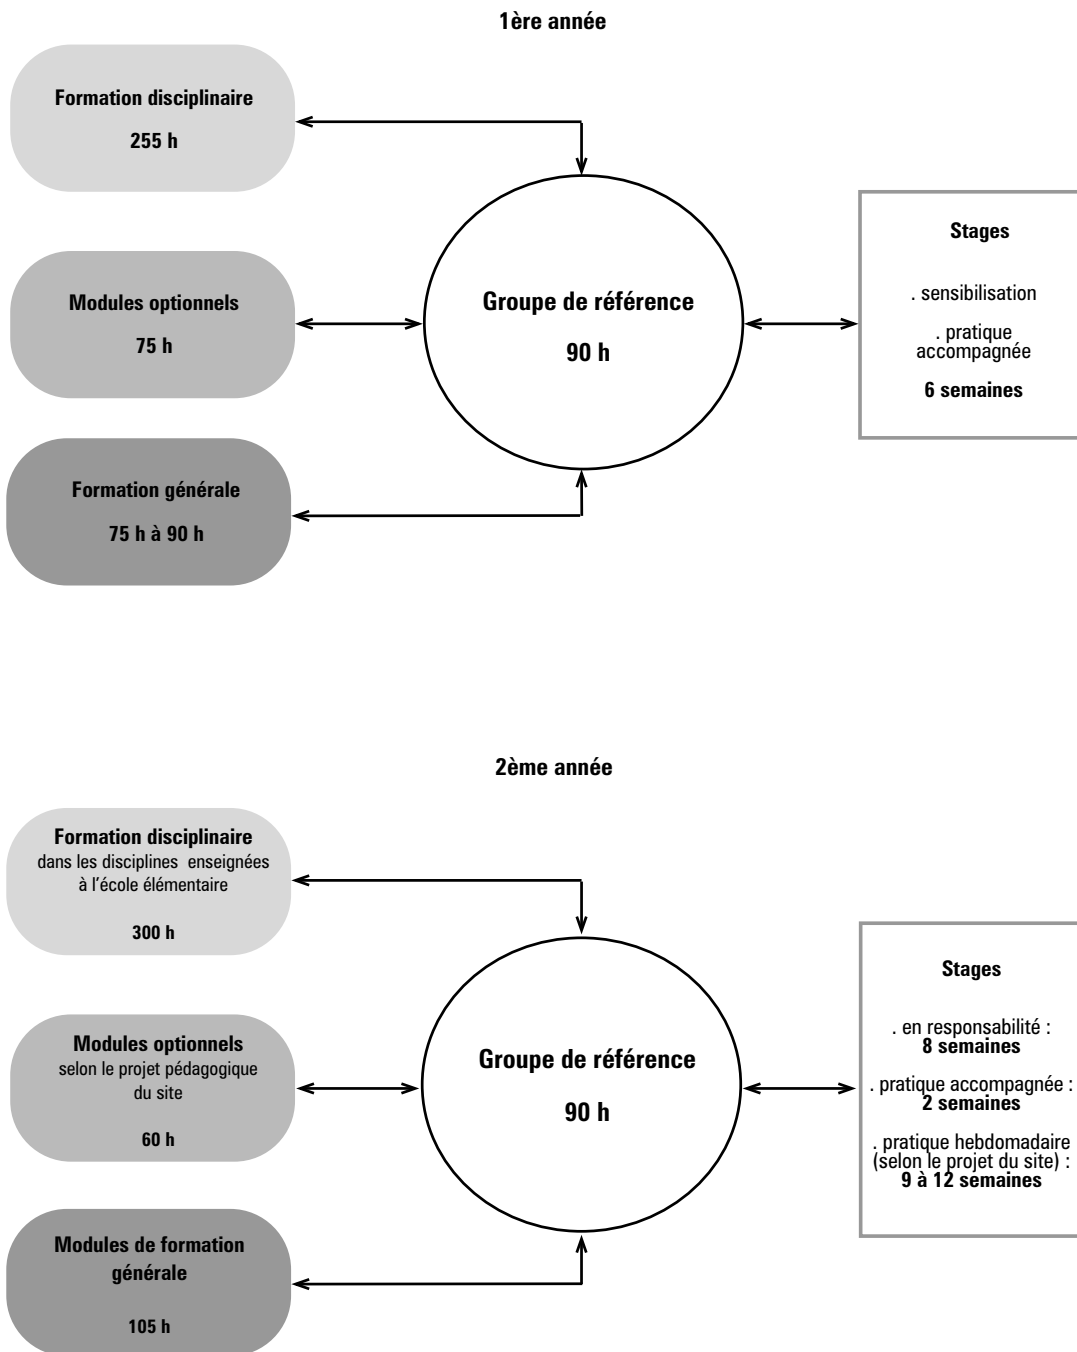 1ère année
Formation disciplinaire
255 h
Modules optionnels
75 h
Formation générale
75 h à 90 h
Groupe de référence
90 h
Stages
. sensibilisation
. pratique
accompagnée
6 semaines
2ème année
Formation disciplinaire
dans les disciplines enseignées
à l'école élémentaire
300 h
Modules optionnels
selon le projet pédagogique
du site
60 h
Modules de formation
générale
105 h
Groupe de référence
90 h
Stages
. en responsabilité :
8 semaines
. pratique accompagnée :
2 semaines
. pratique hebdomadaire
(selon le projet du site) :
9 à 12 semaines